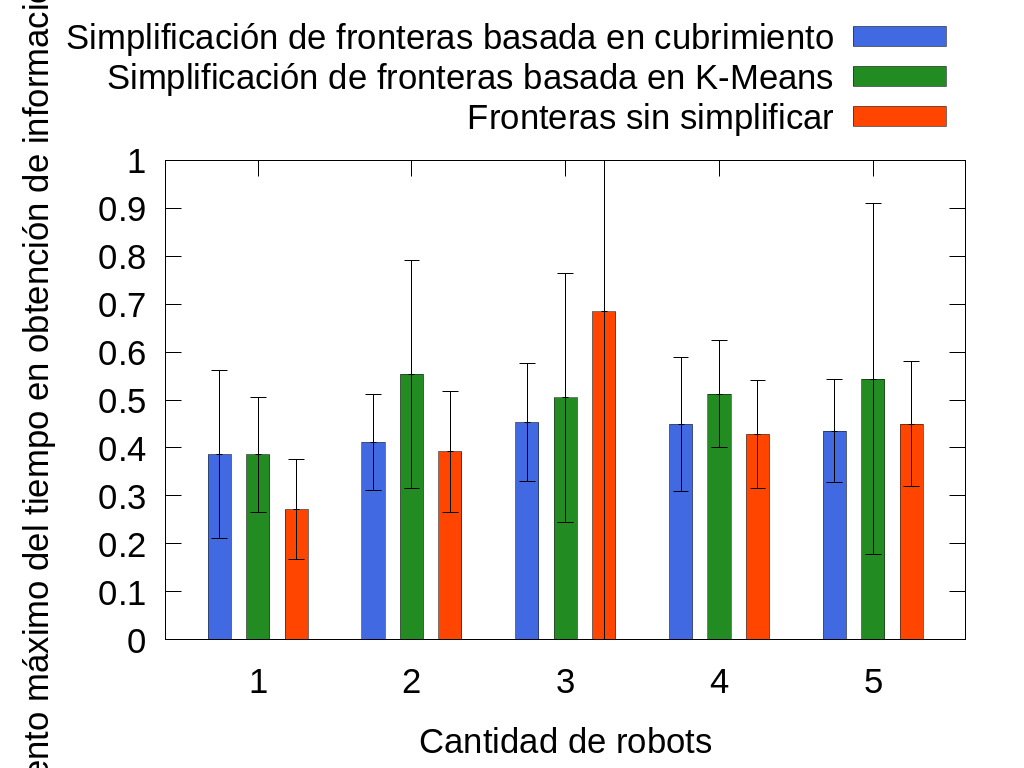 Simplificación de fronteras basada en cubrimiento
Simplificación de fronteras basada en K-Means
Fronteras sin simplificar
máximo del tiempo en obtención de
1
0.9
0.8
0.7
0.6
0.5
0.4
0.3
0.2
0.1
0
1 2 3 4 5
Cantidad de robots